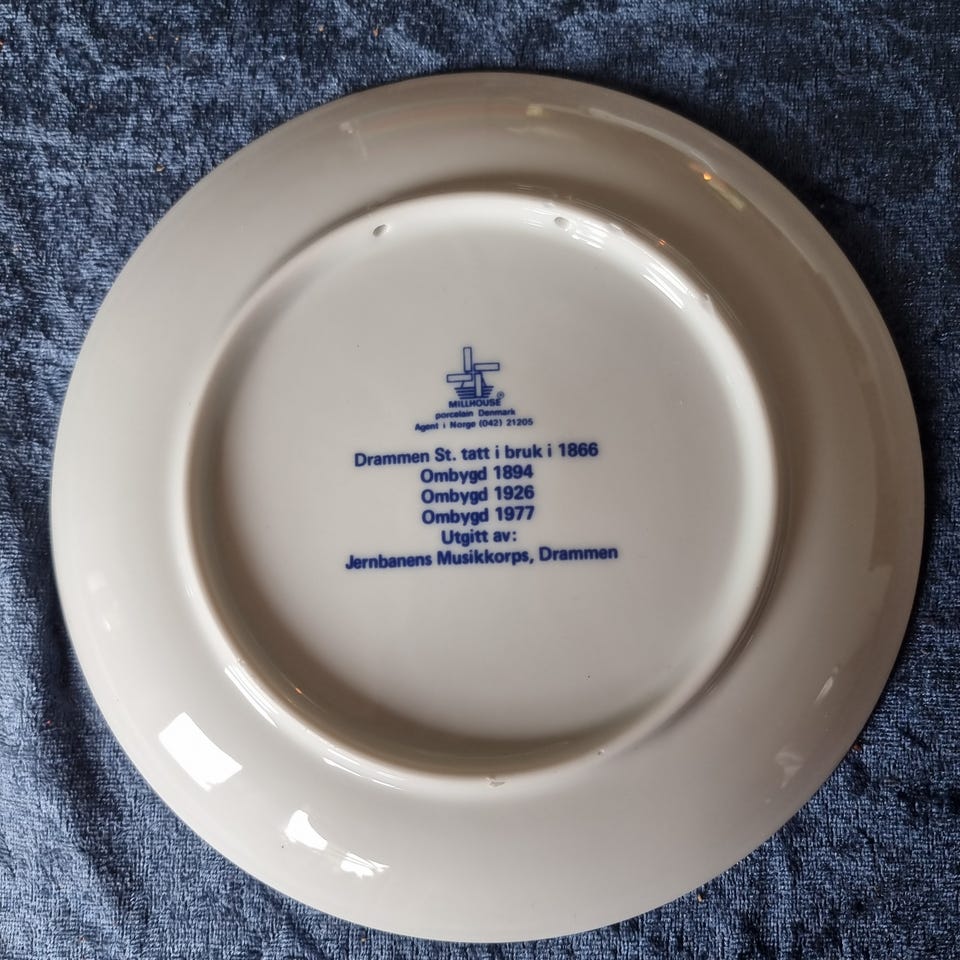 MILLHOUSE®
porcelain Denmark
Agent i Norge (042) 21205
Drammen St. tatt i bruk i 1866
Ombygd 1894
Ombygd 1926
Ombygd 1977
Utgitt av:
Jernbanens Musikkorps, Drammen